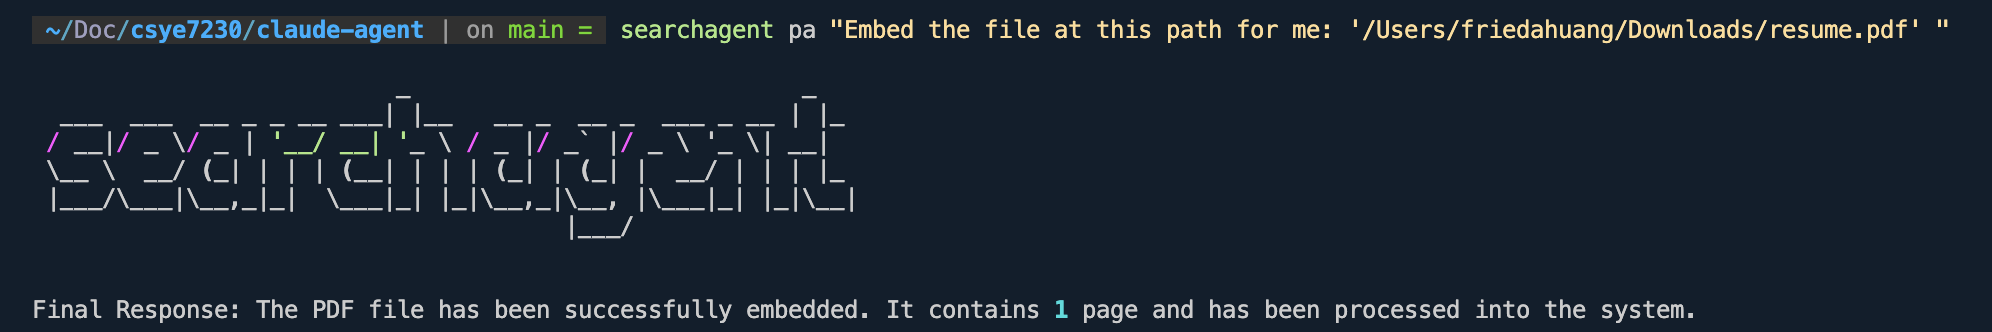 ~/Doc/csye7230/claude-agent | on main =  searchagent pa "Embed the file at this path for me: '/Users/friedahuang/Downloads/resume.pdf' "
searchagent
Final Response: The PDF file has been successfully embedded. It contains 1 page and has been processed into the system.